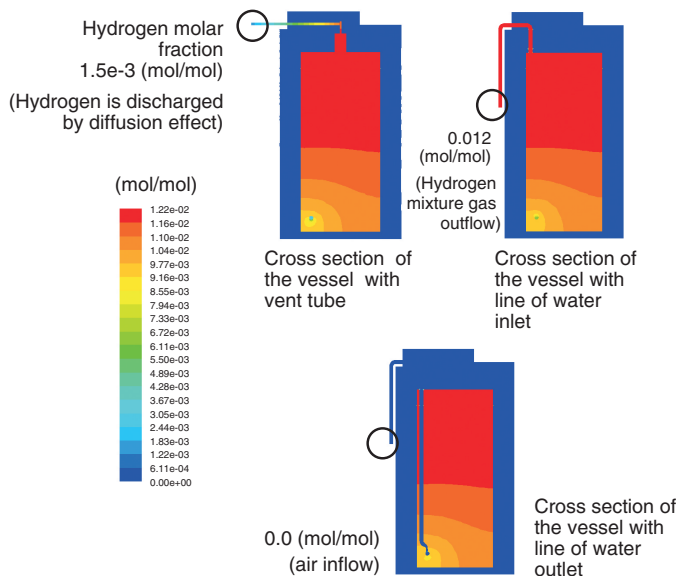 Hydrogen molar
fraction
1.5e-3 (mol/mol)
(Hydrogen is discharged
by diffusion effect)
(mol/mol)
1.22e-02
1.16e-02
1.10e-02
1.04e-02
9.77e-03
9.16e-03
8.55e-03
7.94e-03
7.33e-03
6.72e-03
6.11e-03
5.50e-03
4.89e-03
4.28e-03
3.67e-03
3.05e-03
2.44e-03
1.83e-03
1.22e-03
6.11e-04
0.00e+00
Cross section of
the vessel with
vent tube
0.012
(mol/mol)
(Hydrogen
mixture gas
outflow)
Cross section of
the vessel with
line of water
inlet
0.0 (mol/mol)
(air inflow)
Cross section of
the vessel with
line of water
outlet